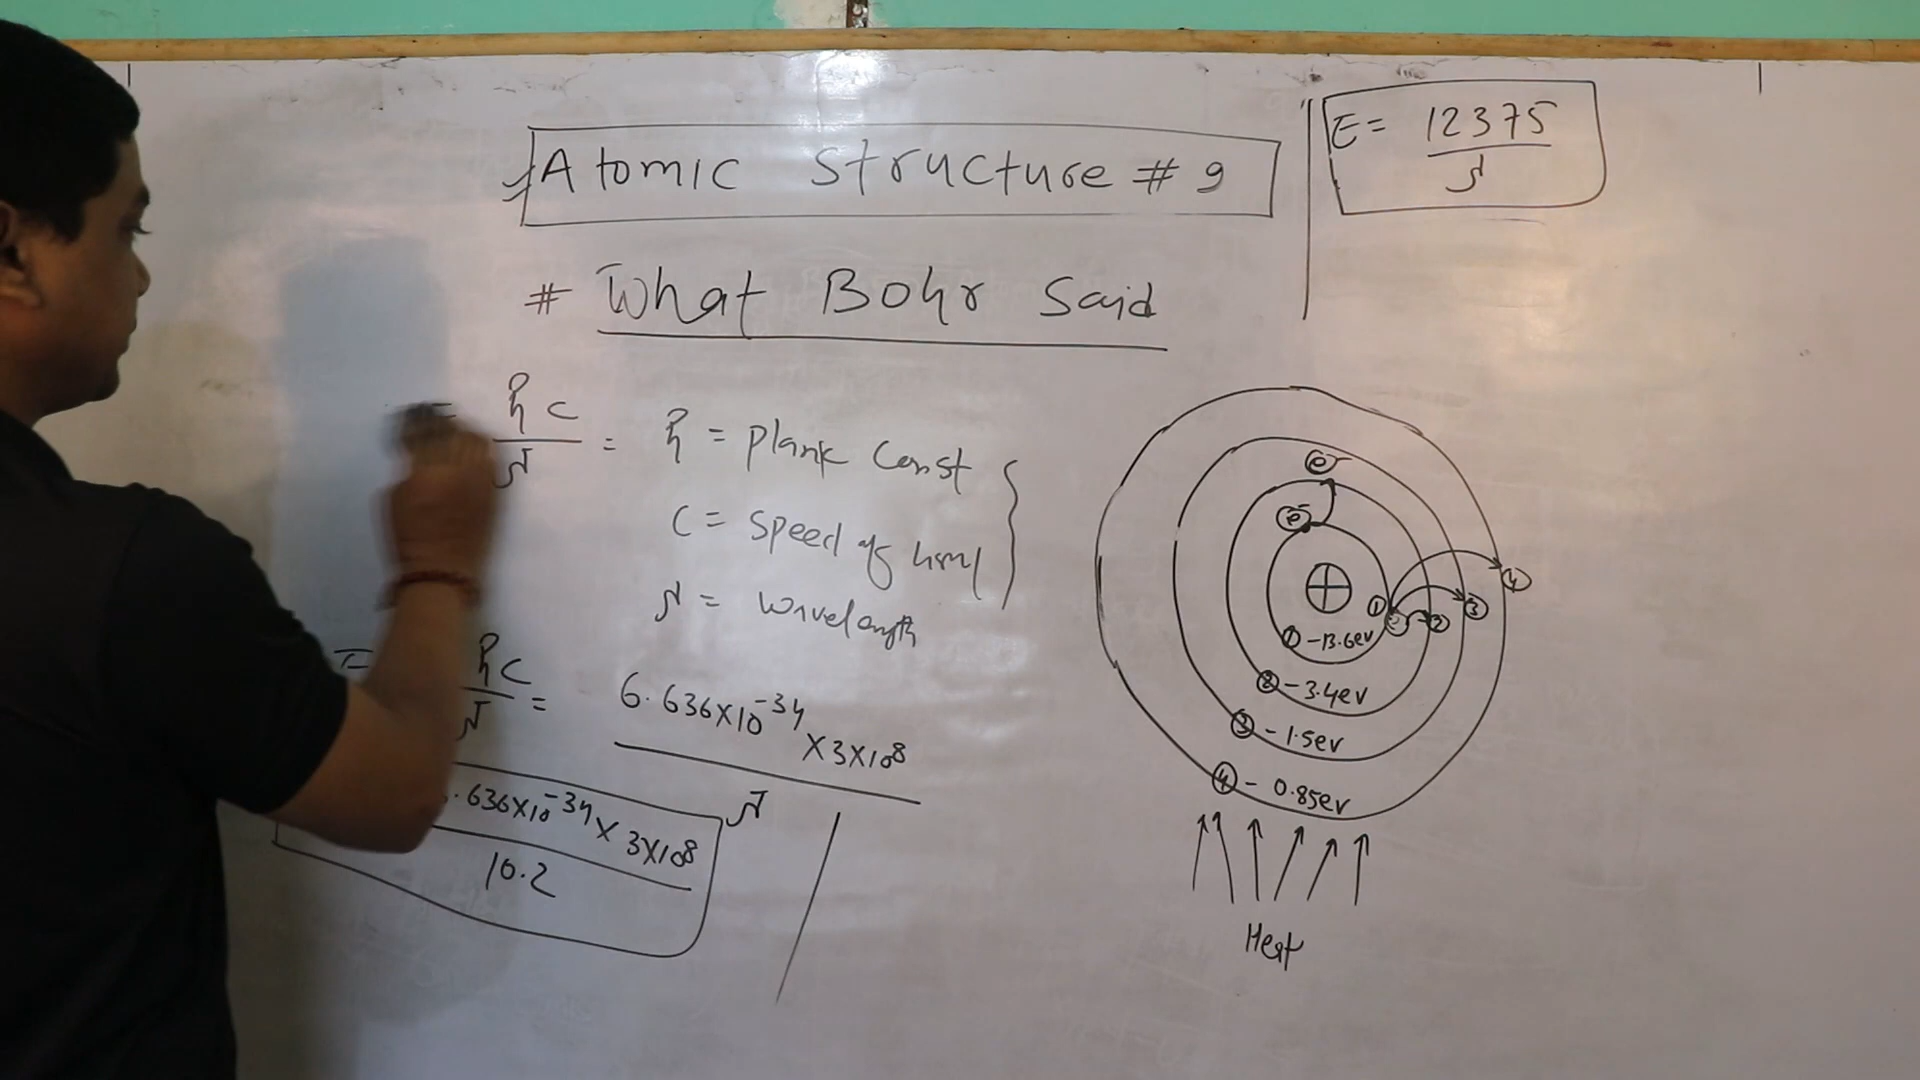 Atomic Structure # 9
E = 12375 / λ
# What Bohr Said
= hc / λ =
h = plank Const
C = Speed of
λ = wavelength
hc / λ = 6.636x10⁻³⁴ x3x10⁸ / λ
.636x10⁻³⁴ x 3x10⁸ / 10.2
e⁻
e⁻
①
②
③
④
① -13.6ev
② -3.4ev
③ -1.5ev
④ - 0.85ev
Heat